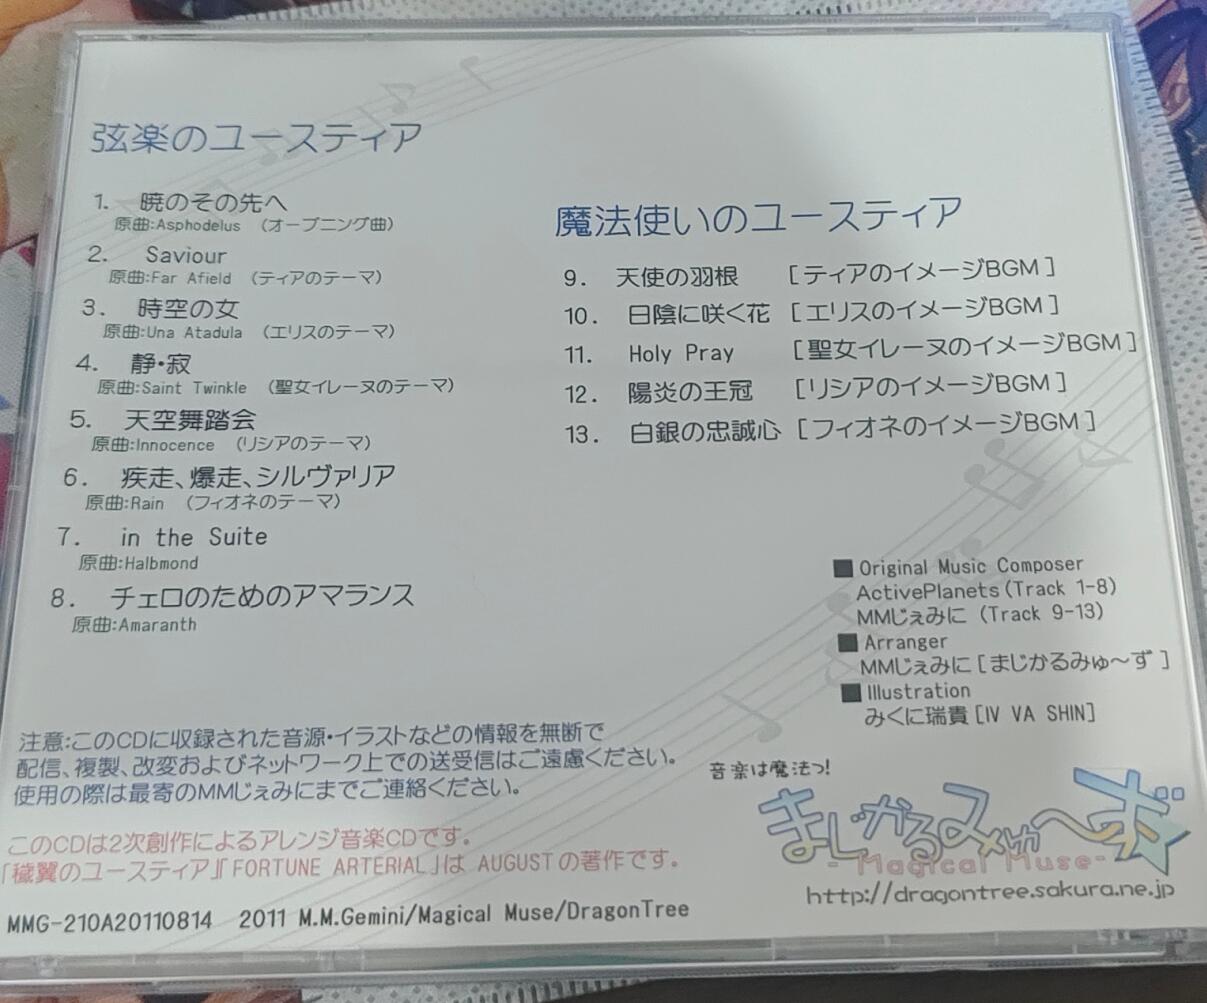 弦楽のユースティア
1. 暁のその先へ
原曲:Asphodelus （オープニング曲）
2. Saviour
原曲:Far Afield （ティアのテーマ）
3. 時空の女
原曲:Una Atadula （エリスのテーマ）
4. 静・寂
原曲:Saint Twinkle （聖女イレーヌのテーマ）
5. 天空舞踏会
原曲:Innocence （リシアのテーマ）
6. 疾走、爆走、シルヴァリア
原曲:Rain （フィオネのテーマ）
7. in the Suite
原曲:Halbmond
8. チェロのためのアマランス
原曲:Amaranth
魔法使いのユースティア
9. 天使の羽根 [ティアのイメージBGM]
10. 日陰に咲く花 [エリスのイメージBGM]
11. Holy Pray [聖女イレーヌのイメージBGM]
12. 陽炎の王冠 [リシアのイメージBGM]
13. 白銀の忠誠心 [フィオネのイメージBGM]
■ Original Music Composer
ActivePlanets(Track 1-8)
MMじぇみに (Track 9-13)
■ Arranger
MMじぇみに[まじかるみゅ～ず]
■ Illustration
みくに瑞貴[IV VA SHIN]
注意:このCDに収録された音源・イラストなどの情報を無断で
配信、複製、改変およびネットワーク上での送受信はご遠慮ください。
使用の際は最寄のMMじぇみにまでご連絡ください。
このCDは2次創作によるアレンジ音楽CDです。
「穢翼のユースティア」「FORTUNE ARTERIAL」は AUGUSTの著作です。
MMG-210A20110814 2011 M.M.Gemini/Magical Muse/DragonTree
音楽は魔法っ!
まじかるみゅ～ず
-Magical Muse-
http://dragontree.sakura.ne.jp